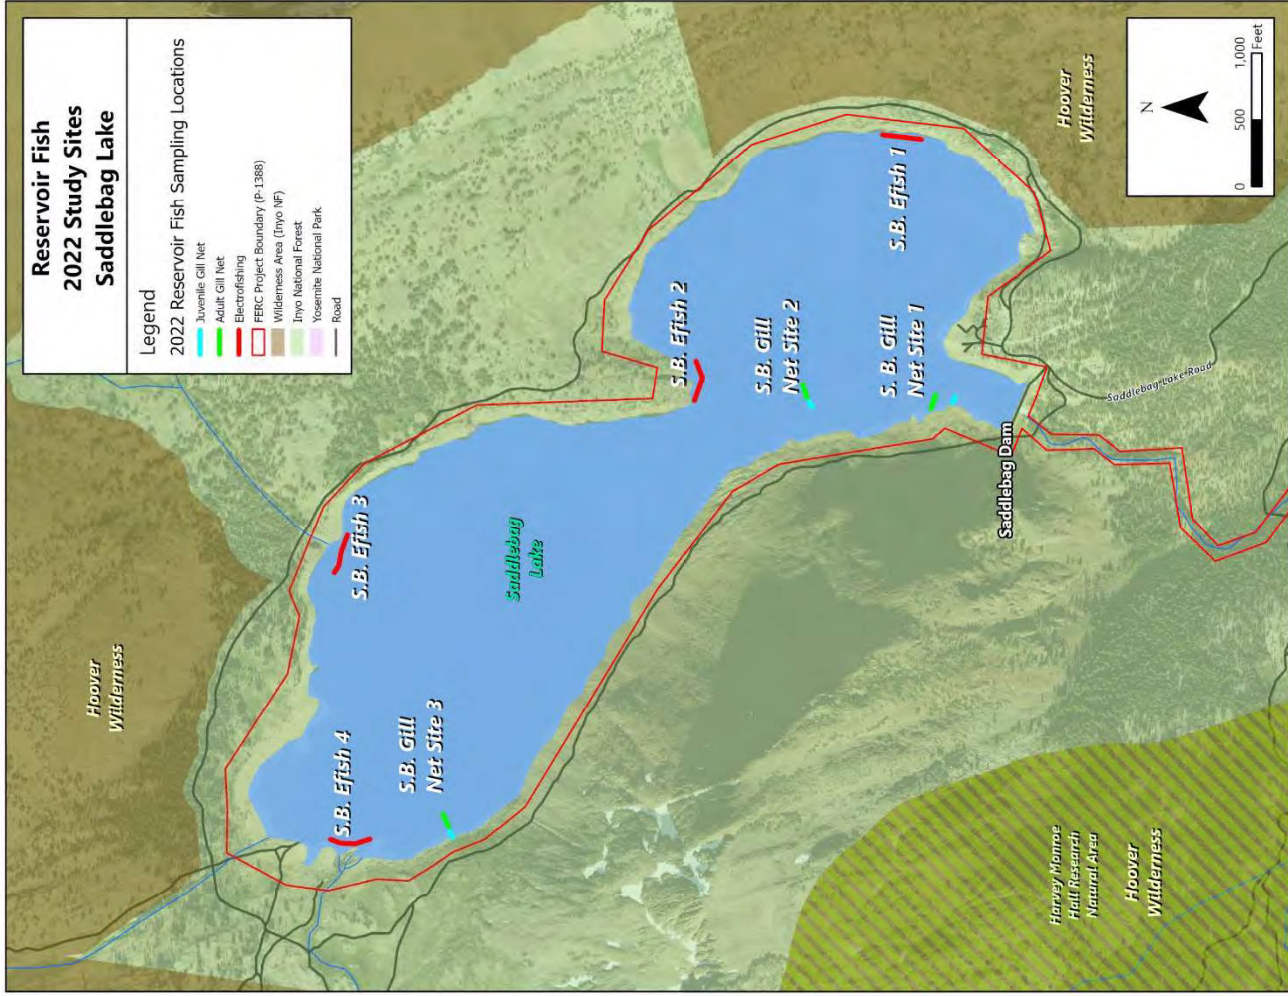 Reservoir Fish
2022 Study Sites
Saddlebag Lake
Legend
2022 Reservoir Fish Sampling Locations
Juvenile Gill Net
Adult Gill Net
Electrofishing
FERC Project Boundary (P-1388)
Wilderness Area (Inyo NF)
Inyo National Forest
Yosemite National Park
Road
Hoover
Wilderness
S.B. Efish 4
S.B. Gill
Net Site 3
S.B. Efish 3
Saddlebag
Lake
S.B. Efish 2
S.B. Gill
Net Site 2
S. B. Gill
Net Site 1
S.B. Efish 1
Saddlebag Dam
Saddlebag Lake Road
Hoover
Wilderness
Harvey Monroe
Hall Research
Natural Area
Hoover
Wilderness
N
0 500 1,000
Feet